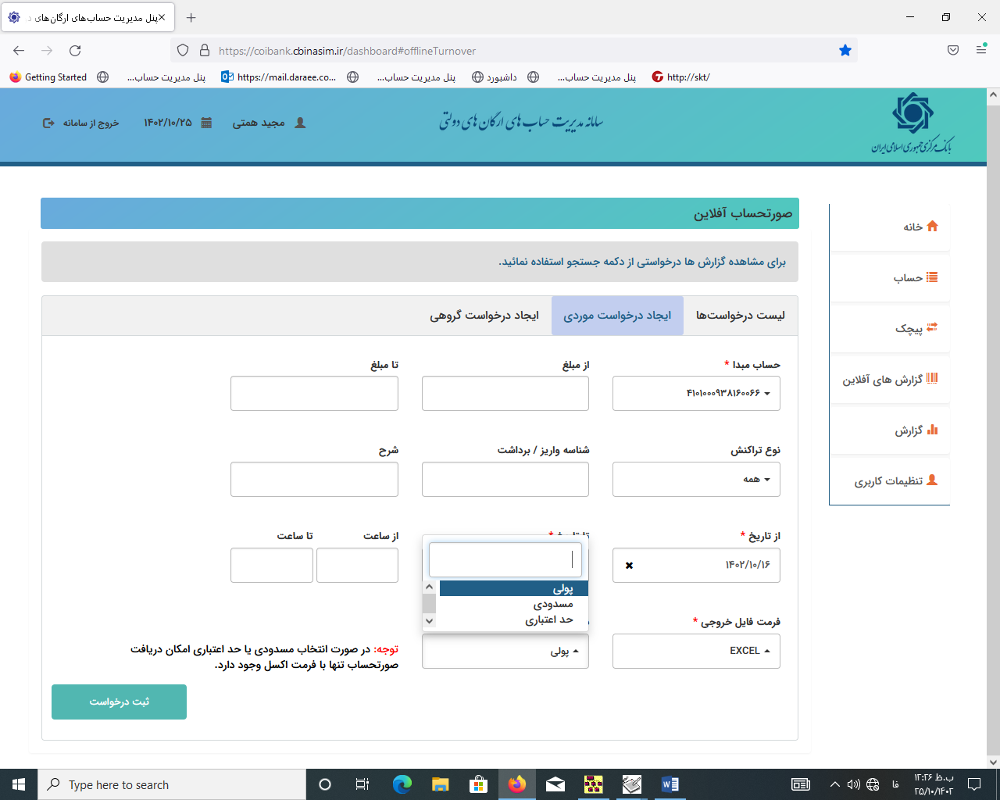 پنل مدیریت حساب‌های ارگان‌های د
https://coibank.cbinasim.ir/dashboard#offlineTurnover
Getting Started
پنل مدیریت حساب...
https://mail.daraee.co...
پنل مدیریت حساب...
داشبورد
پنل مدیریت حساب...
http://skt/
بانک مرکزی جمهوری اسلامی ایران
سامانه مدیریت حساب های ارگان های دولتی
مجید همتی
۱۴۰۲/۱۰/۲۵
خروج از سامانه
خانه
حساب
پیچک
گزارش های آفلاین
گزارش
تنظیمات کاربری
صورتحساب آفلاین
برای مشاهده گزارش ها درخواستی از دکمه جستجو استفاده نمائید.
لیست درخواست‌ها
ایجاد درخواست موردی
ایجاد درخواست گروهی
حساب مبدا *
از مبلغ
تا مبلغ
۴۱۰۱۰۰۰۹۳۸۱۶۰۰۶۶
نوع تراکنش
شناسه واریز / برداشت
شرح
همه
از تاریخ *
تا تاریخ *
از ساعت
تا ساعت
۱۴۰۲/۱۰/۱۶
پولی
مسدودی
حد اعتباری
فرمت فایل خروجی *
EXCEL
پولی
توجه: در صورت انتخاب مسدودی یا حد اعتباری امکان دریافت
صورتحساب تنها با فرمت اکسل وجود دارد.
ثبت درخواست
Type here to search
فا
۱۲:۲۶ ب.ظ
۲۵/۱۰/۱۴۰۲